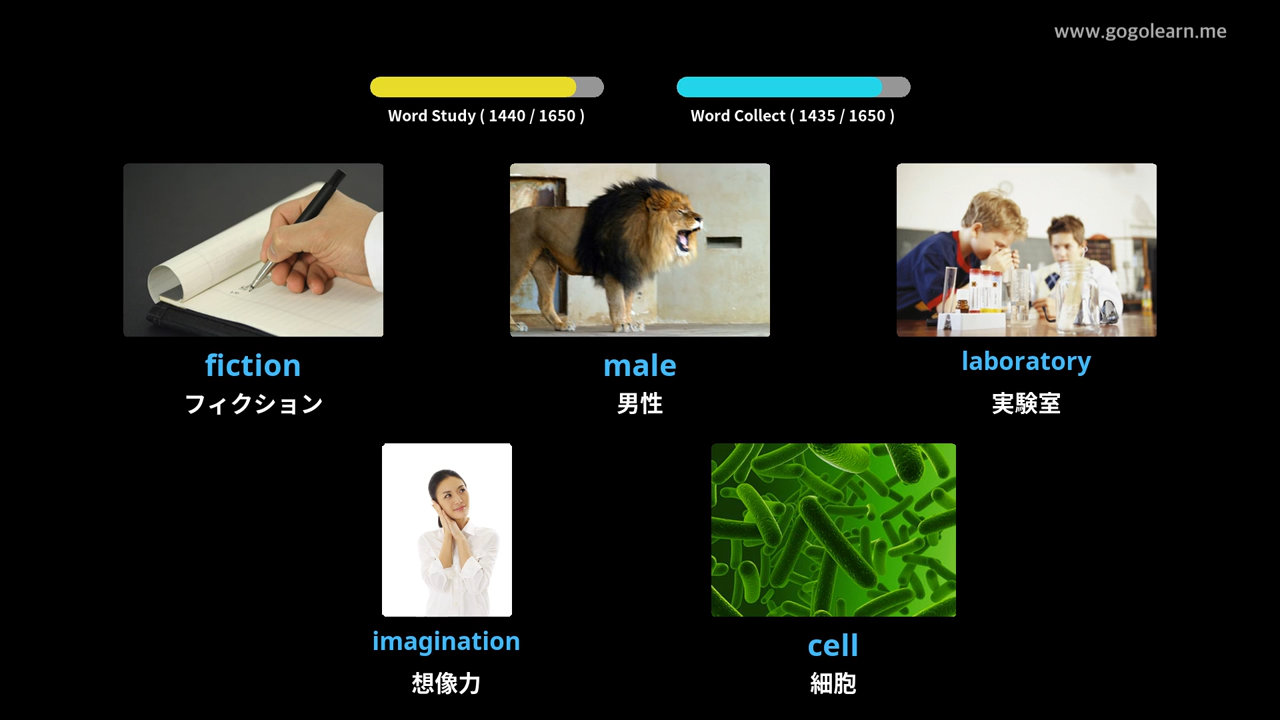 www.gogolearn.me
Word Study ( 1440 / 1650 )
Word Collect ( 1435 / 1650 )
fiction
フィクション
male
男性
laboratory
実験室
imagination
想像力
cell
細胞